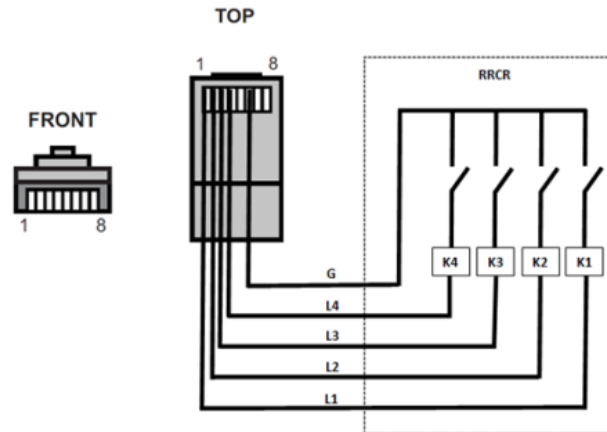 TOP
1 8
RRCR
FRONT
1 8
K4 K3 K2 K1
G
L4
L3
L2
L1